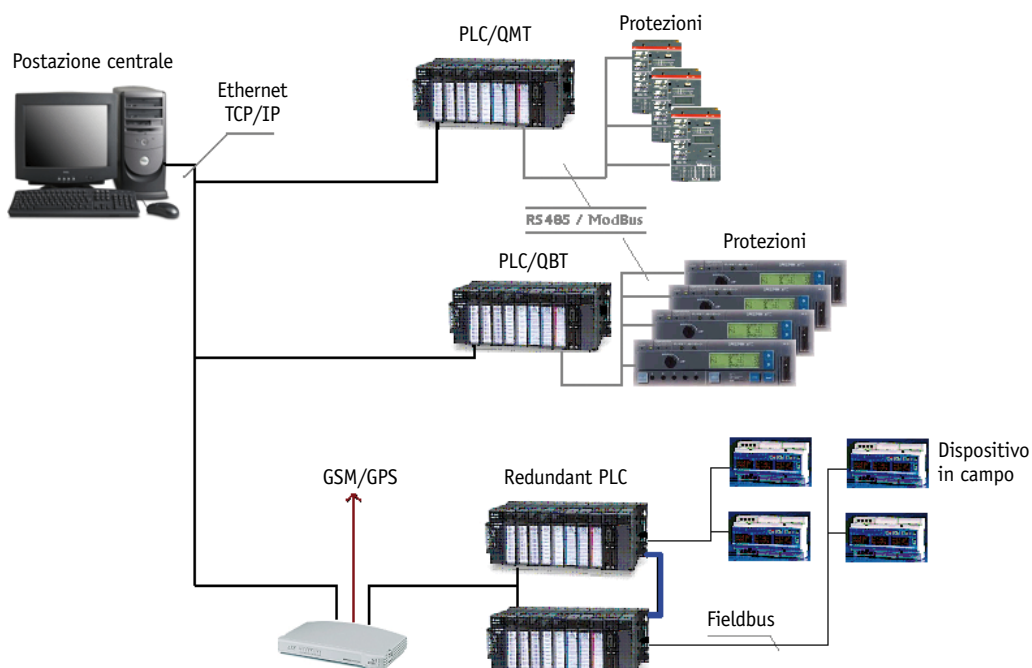 Postazione centrale
Ethernet
TCP/IP
PLC/QMT
Protezioni
RS485 / ModBus
PLC/QBT
Protezioni
GSM/GPS
Redundant PLC
Dispositivo
in campo
Fieldbus